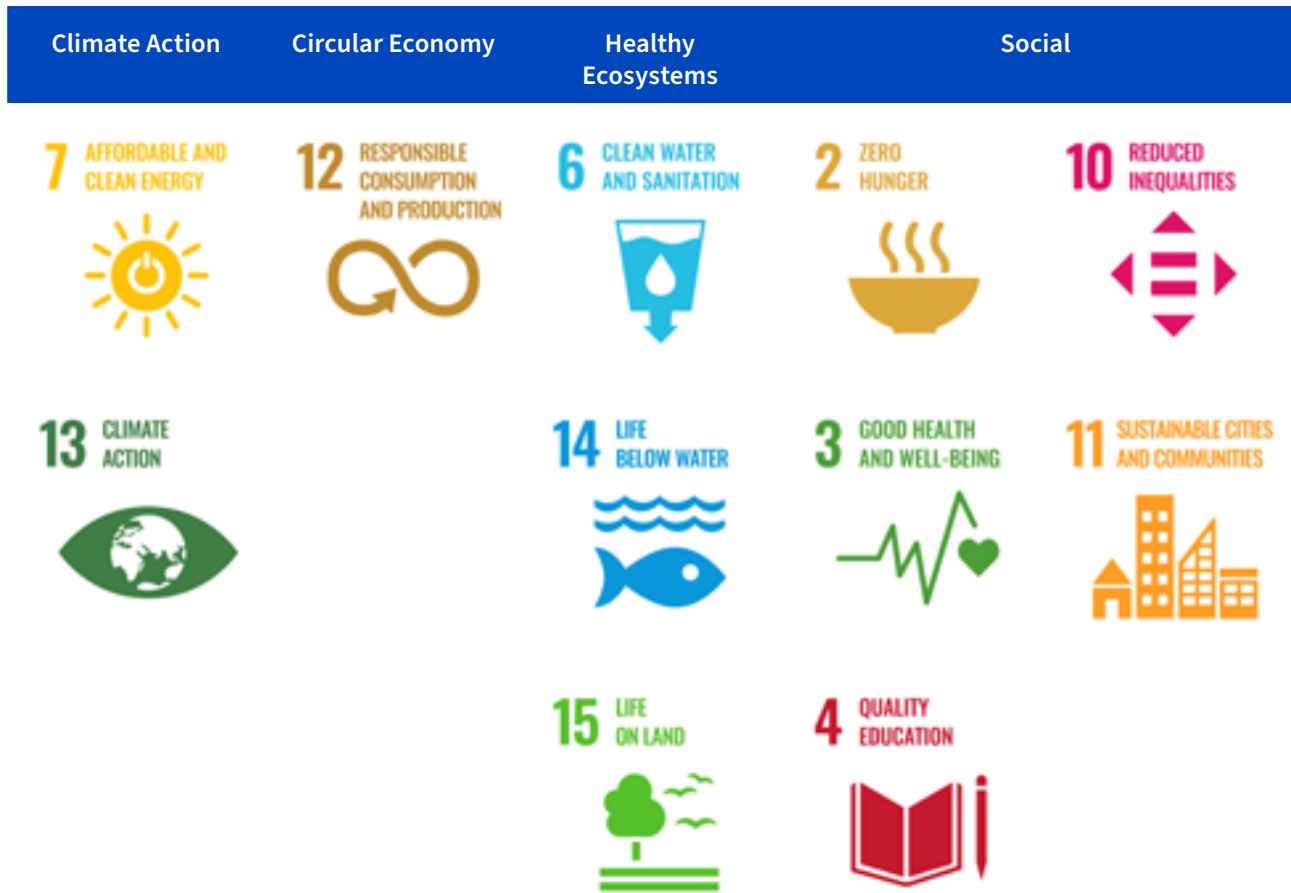 Climate Action
Circular Economy
Healthy
Ecosystems
Social
7 AFFORDABLE AND
CLEAN ENERGY
12 RESPONSIBLE
CONSUMPTION
AND PRODUCTION
6 CLEAN WATER
AND SANITATION
2 ZERO
HUNGER
10 REDUCED
INEQUALITIES
13 CLIMATE
ACTION
14 LIFE
BELOW WATER
3 GOOD HEALTH
AND WELL-BEING
11 SUSTAINABLE CITIES
AND COMMUNITIES
15 LIFE
ON LAND
4 QUALITY
EDUCATION